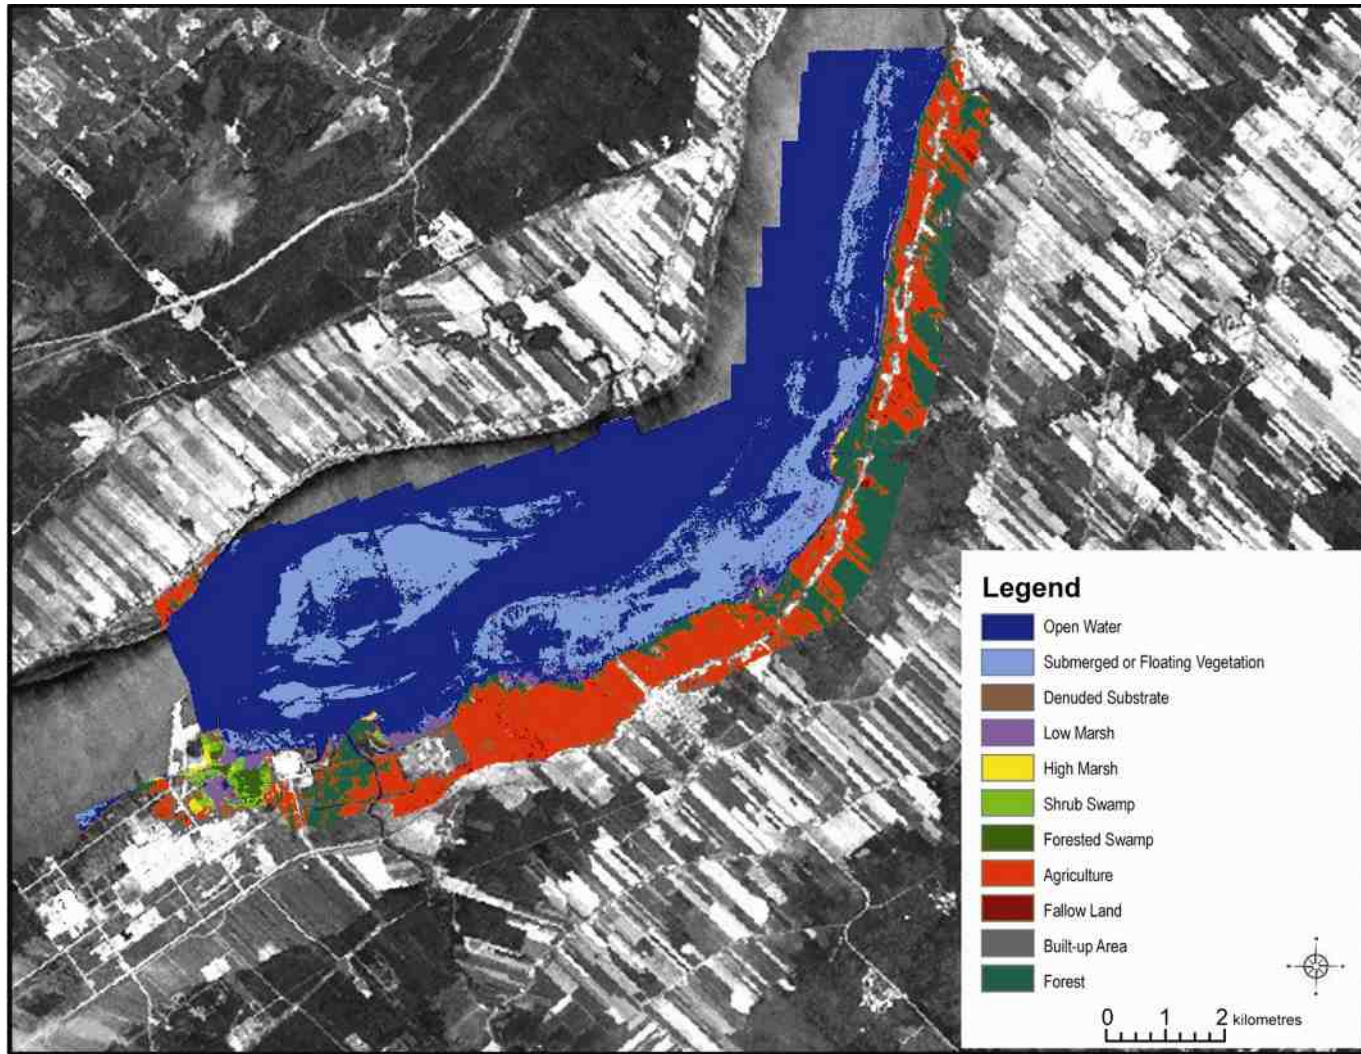 Legend
Open Water
Submerged or Floating Vegetation
Denuded Substrate
Low Marsh
High Marsh
Shrub Swamp
Forested Swamp
Agriculture
Fallow Land
Built-up Area
Forest
0 1 2 kilometres